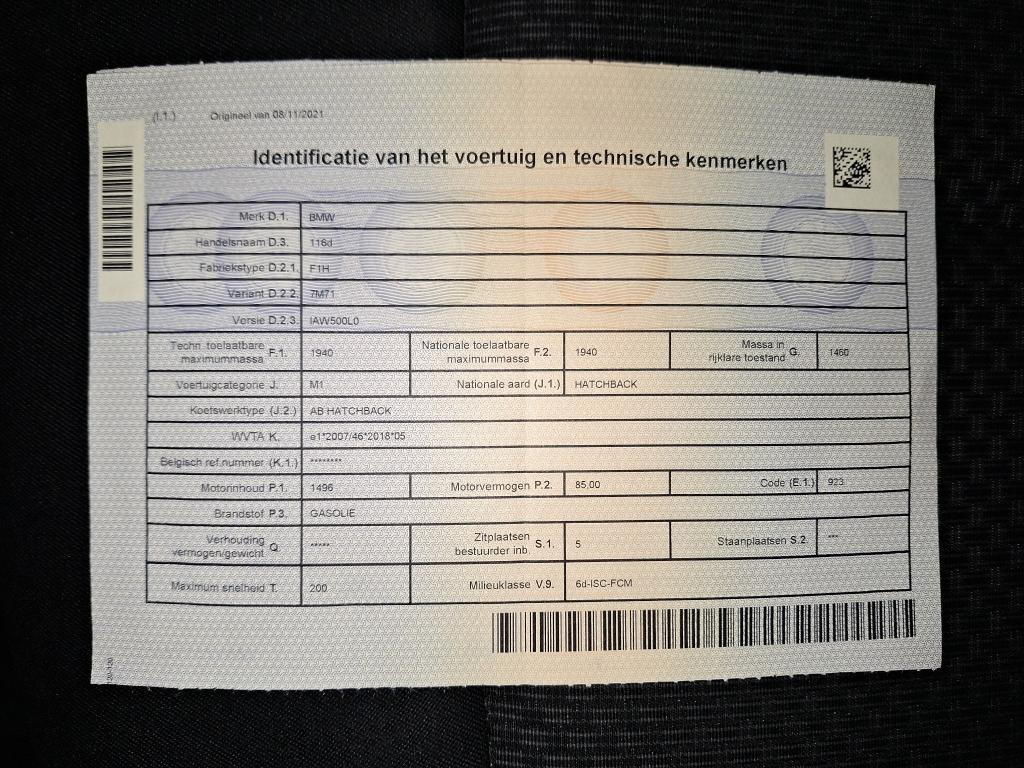 (I.1.) Origineel van 08/11/2021
Identificatie van het voertuig en technische kenmerken
Merk D.1. BMW
Handelsnaam D.3. 116d
Fabriekstype D.2.1. F1H
Variant D.2.2. 7M71
Versie D.2.3. IAW500L0
Techn. toelaatbare maximummassa F.1. 1940 Nationale toelaatbare maximummassa F.2. 1940 Massa in rijklare toestand G. 1460
Voertuigcategorie J. M1 Nationale aard (J.1.) HATCHBACK
Koetswerktype (J.2.) AB HATCHBACK
WVTA K. e1*2007/46*2018*05
Belgisch ref.nummer (K.1.) ********
Motorinhoud P.1. 1496 Motorvermogen P.2. 85,00 Code (E.1.) 923
Brandstof P.3. GASOLIE
Verhouding vermogen/gewicht Q. ***** Zitplaatsen bestuurder inb. S.1. 5 Staanplaatsen S.2. ***
Maximum snelheid T. 200 Milieuklasse V.9. 6d-ISC-FCM